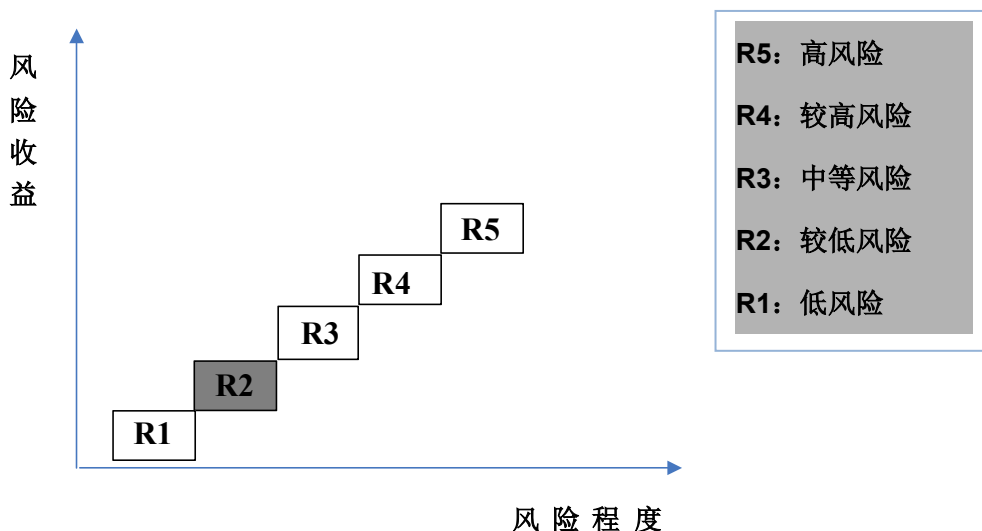 风
险
收
益
R5：高风险
R4：较高风险
R3：中等风险
R2：较低风险
R1：低风险
R5
R4
R3
R2
R1
风险程度